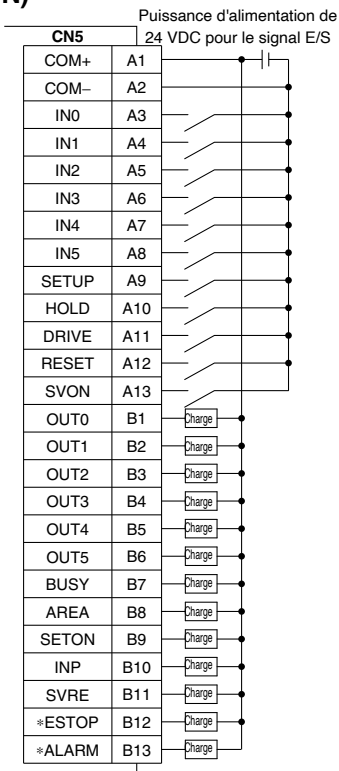 N)
Puissance d'alimentation de
24 VDC pour le signal E/S
CN5
COM+ A1
COM− A2
IN0 A3
IN1 A4
IN2 A5
IN3 A6
IN4 A7
IN5 A8
SETUP A9
HOLD A10
DRIVE A11
RESET A12
SVON A13
OUT0 B1 Charge
OUT1 B2 Charge
OUT2 B3 Charge
OUT3 B4 Charge
OUT4 B5 Charge
OUT5 B6 Charge
BUSY B7 Charge
AREA B8 Charge
SETON B9 Charge
INP B10 Charge
SVRE B11 Charge
∗ESTOP B12 Charge
∗ALARM B13 Charge